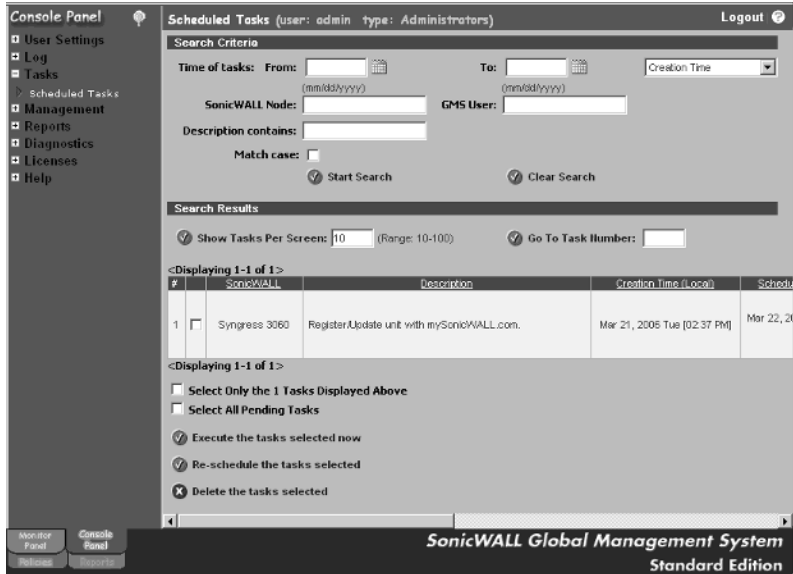 Console Panel
User Settings
Log
Tasks
Scheduled Tasks
Management
Reports
Diagnostics
Licenses
Help
Scheduled Tasks (user: admin type: Administrators)
Logout
Search Criteria
Time of tasks: From: To: Creation Time
(mm/dd/yyyy) (mm/dd/yyyy)
SonicWALL Node: GMS User:
Description contains:
Match case:
Start Search Clear Search
Search Results
Show Tasks Per Screen: 10 (Range: 10-100) Go To Task Number:
<Displaying 1-1 of 1>
# SonicWALL Description Creation Time (Local) Schedu
1 Syngress 3060 Register/Update unit with mySonicWALL.com. Mar 21, 2006 Tue [02:37 PM] Mar 22, 20
<Displaying 1-1 of 1>
Select Only the 1 Tasks Displayed Above
Select All Pending Tasks
Execute the tasks selected now
Re-schedule the tasks selected
Delete the tasks selected
Monitor Panel
Console Panel
Policies
Reports
SonicWALL Global Management System
Standard Edition